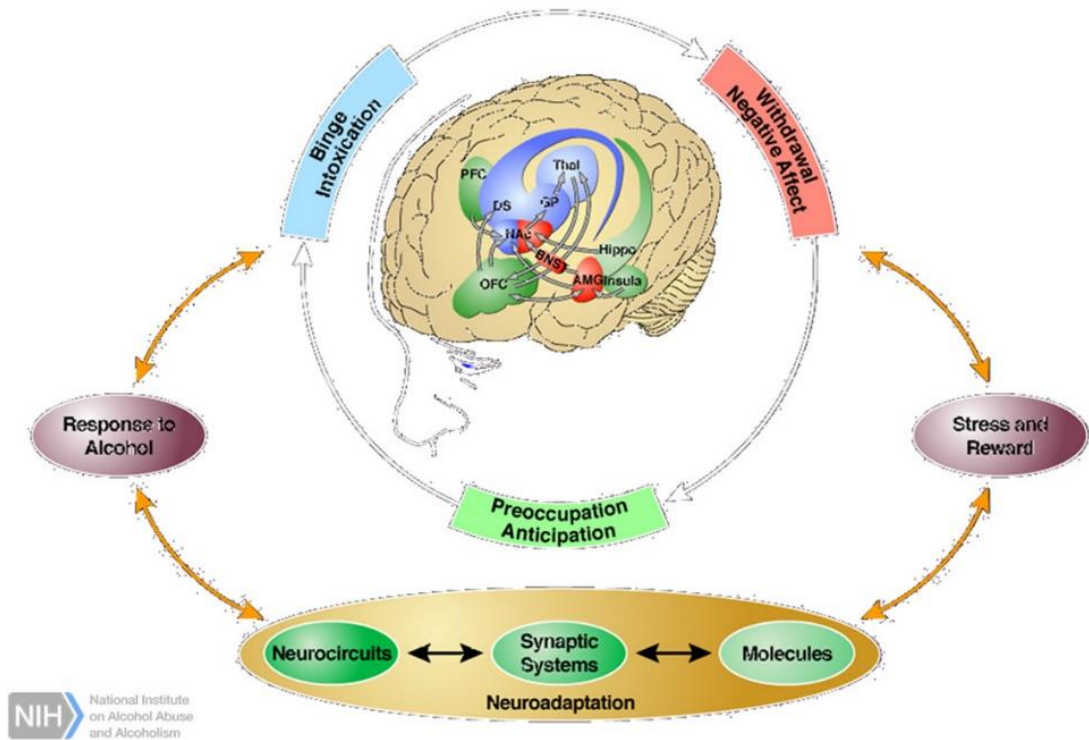 Binge
Intoxication
Withdrawal
Negative Affect
PFC
Thal
DS
GP
NAc
BNST
Hippo
OFC
AMG
Insula
Response to
Alcohol
Stress and
Reward
Preoccupation
Anticipation
Neurocircuits
Synaptic
Systems
Molecules
Neuroadaptation
NIH
National Institute
on Alcohol Abuse
and Alcoholism